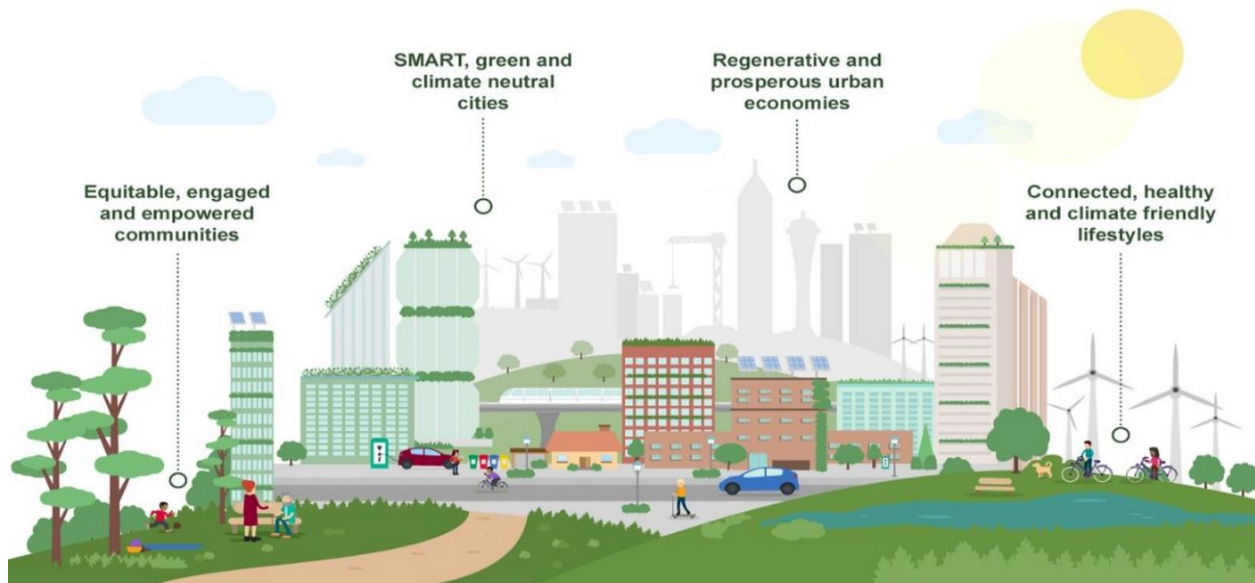 SMART, green and
climate neutral
cities
Regenerative and
prosperous urban
economies
Equitable, engaged
and empowered
communities
Connected, healthy
and climate friendly
lifestyles